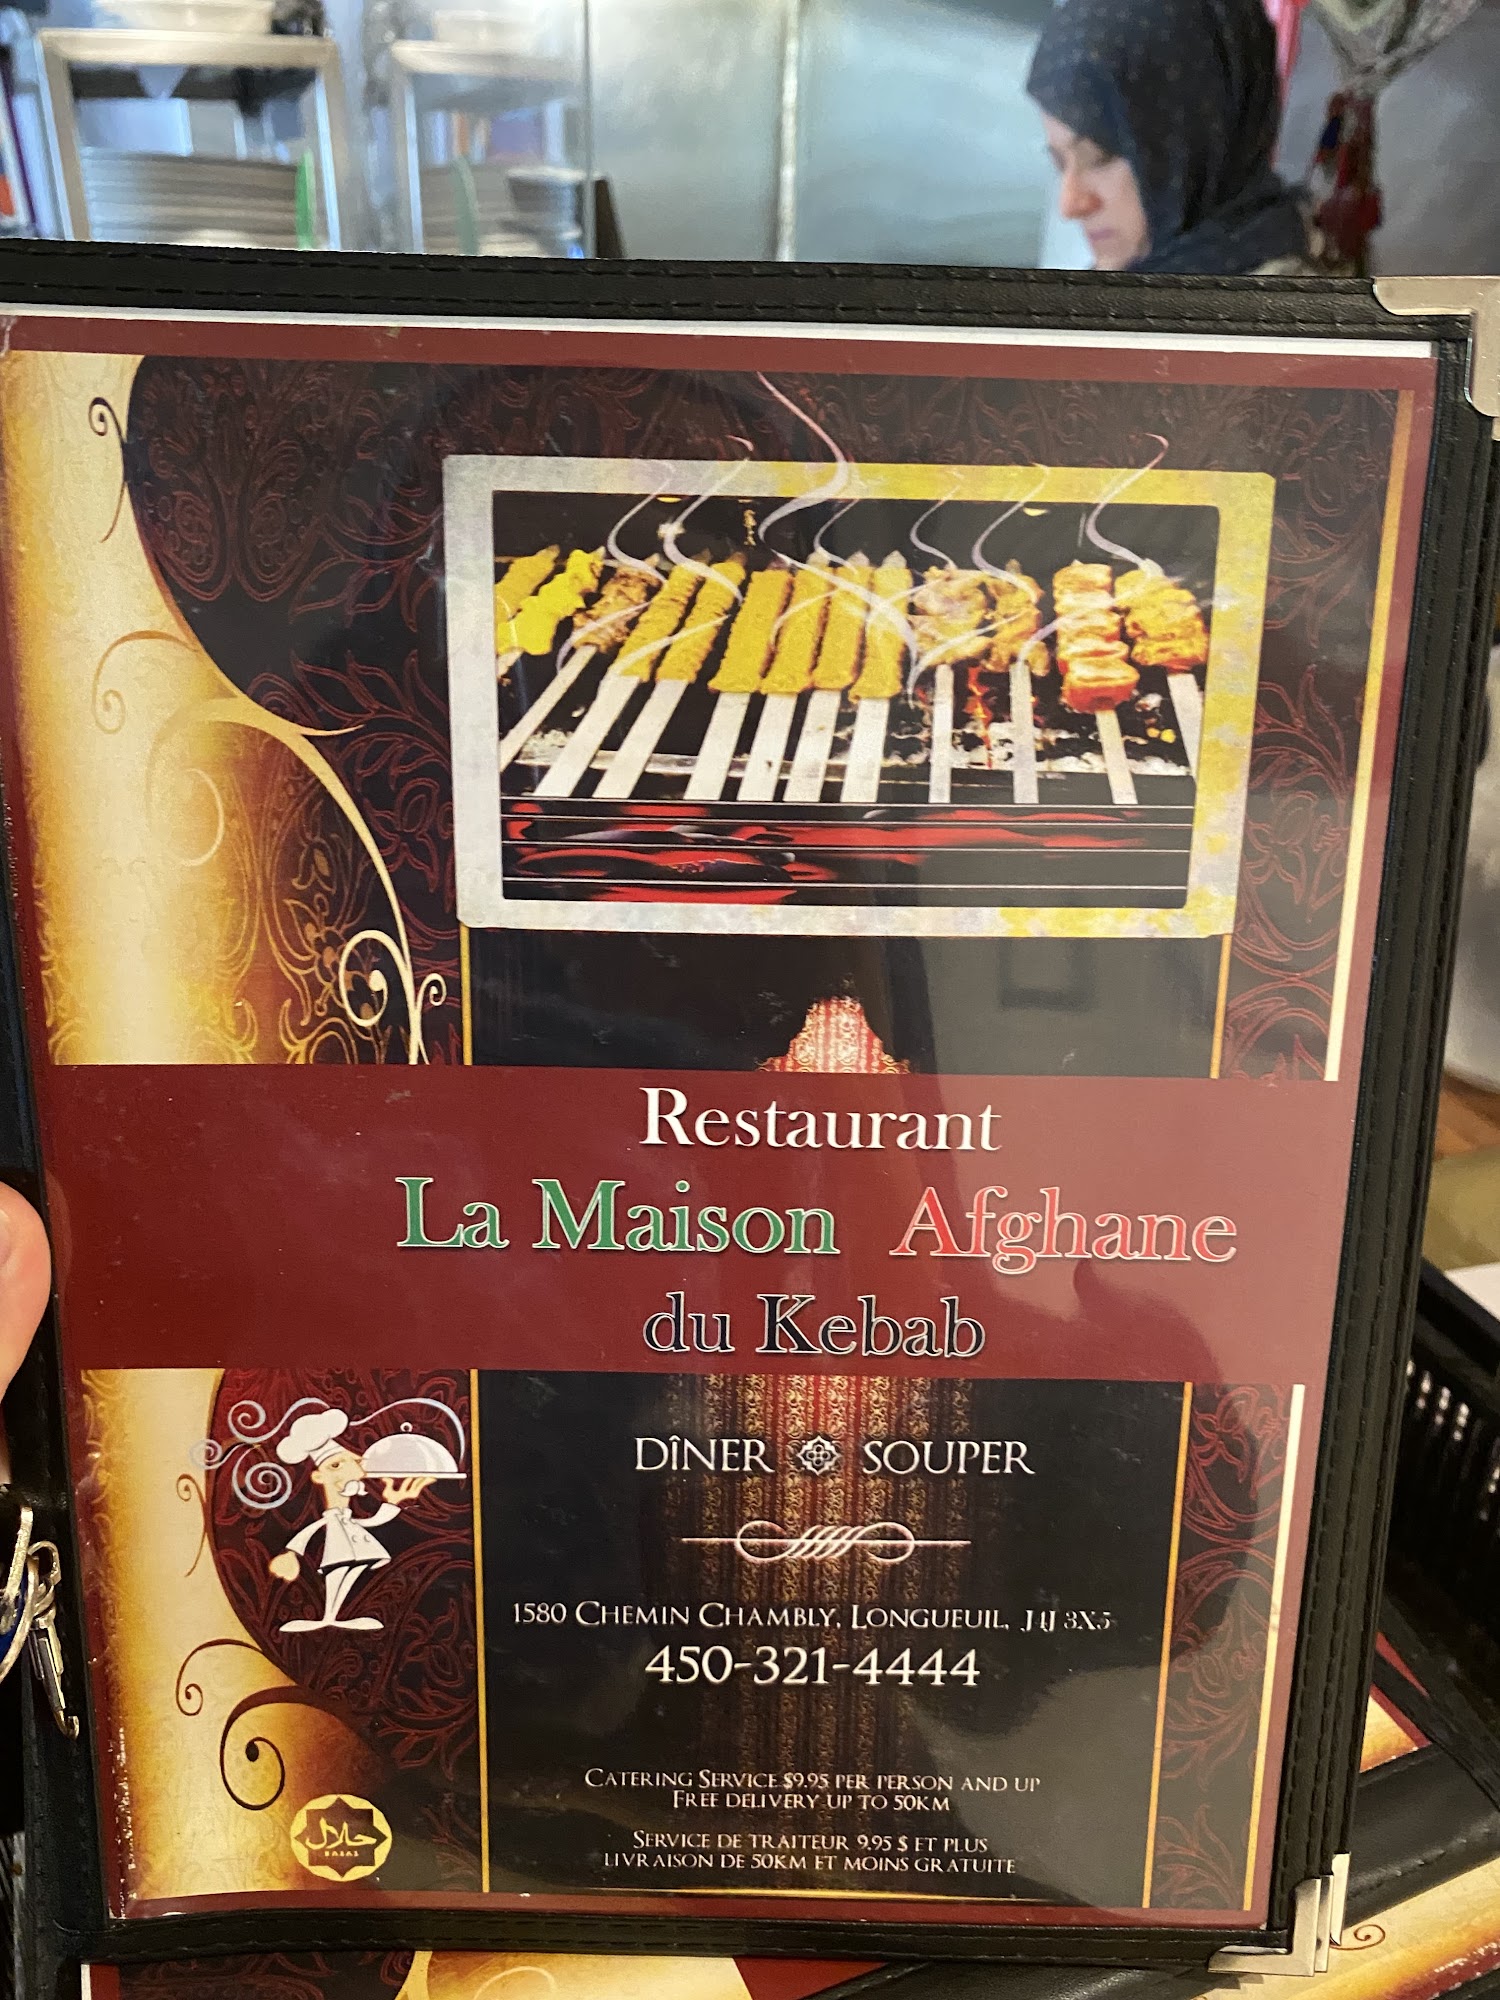 Restaurant
La Maison Afghane
du Kebab
DÎNER SOUPER
1580 CHEMIN CHAMBLY, LONGUEUIL, J4J 3X5
450-321-4444
CATERING SERVICE $9.95 PER PERSON AND UP
FREE DELIVERY UP TO 50KM
SERVICE DE TRAITEUR 9.95 $ ET PLUS
LIVRAISON DE 50KM ET MOINS GRATUITE
حلال
HALAL